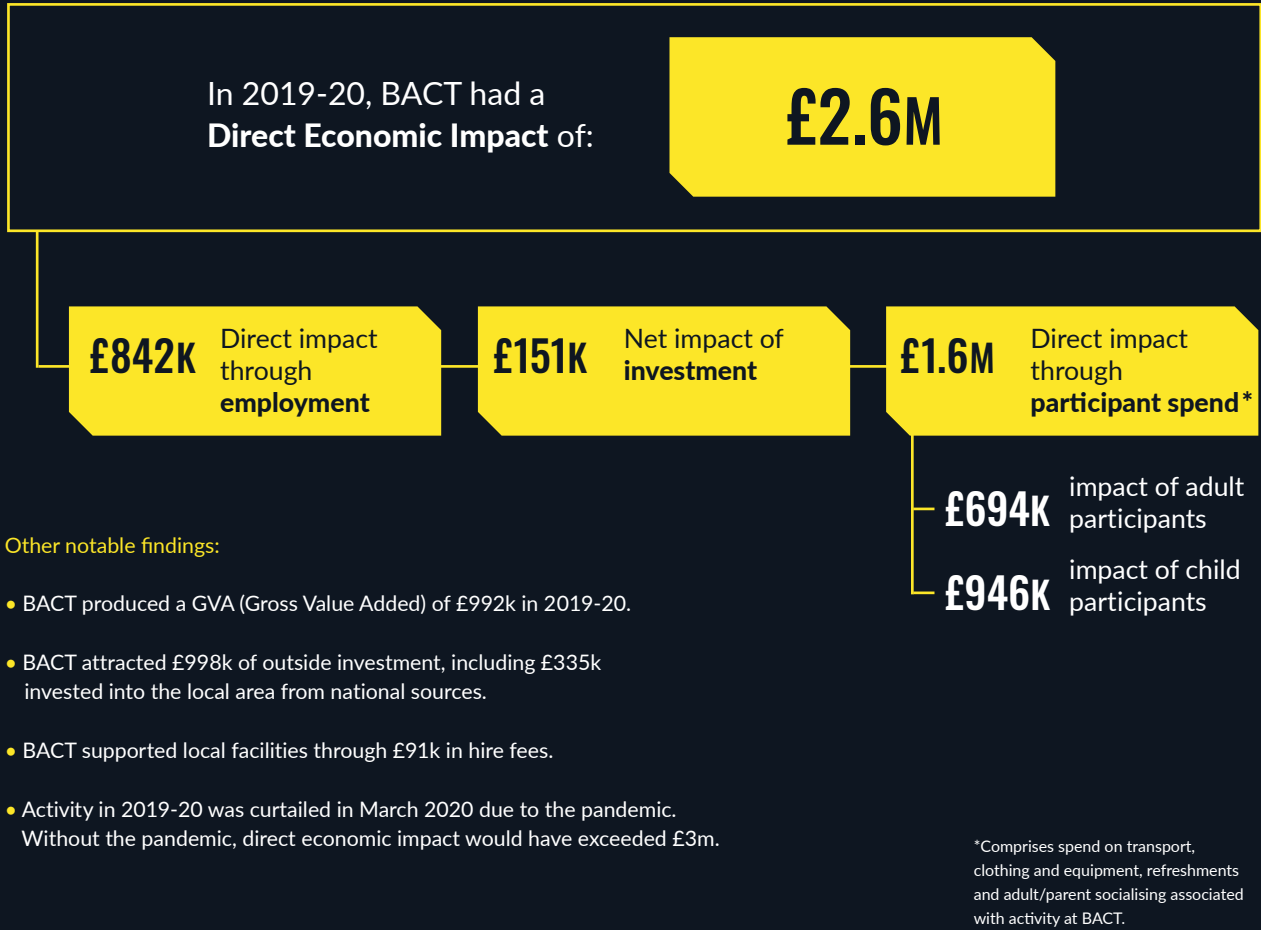 In 2019-20, BACT had a
Direct Economic Impact of:
£2.6M
£842K
Direct impact
through
employment
£151K
Net impact of
investment
£1.6M
Direct impact
through
participant spend*
£694K
impact of adult
participants
£946K
impact of child
participants
Other notable findings:
• BACT produced a GVA (Gross Value Added) of £992k in 2019-20.
• BACT attracted £998k of outside investment, including £335k
invested into the local area from national sources.
• BACT supported local facilities through £91k in hire fees.
• Activity in 2019-20 was curtailed in March 2020 due to the pandemic.
Without the pandemic, direct economic impact would have exceeded £3m.
*Comprises spend on transport,
clothing and equipment, refreshments
and adult/parent socialising associated
with activity at BACT.